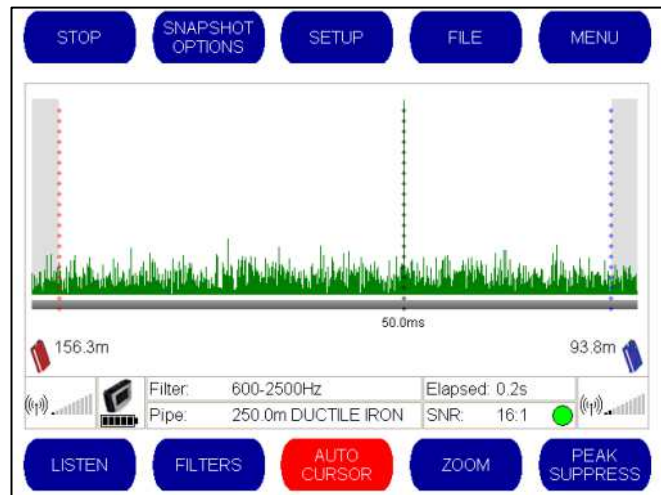 STOP
SNAPSHOT
OPTIONS
SETUP
FILE
MENU
50.0ms
156.3m
93.8m
Filter: 600-2500Hz
Elapsed: 0.2s
Pipe: 250.0m DUCTILE IRON
SNR: 16:1
LISTEN
FILTERS
AUTO
CURSOR
ZOOM
PEAK
SUPPRESS